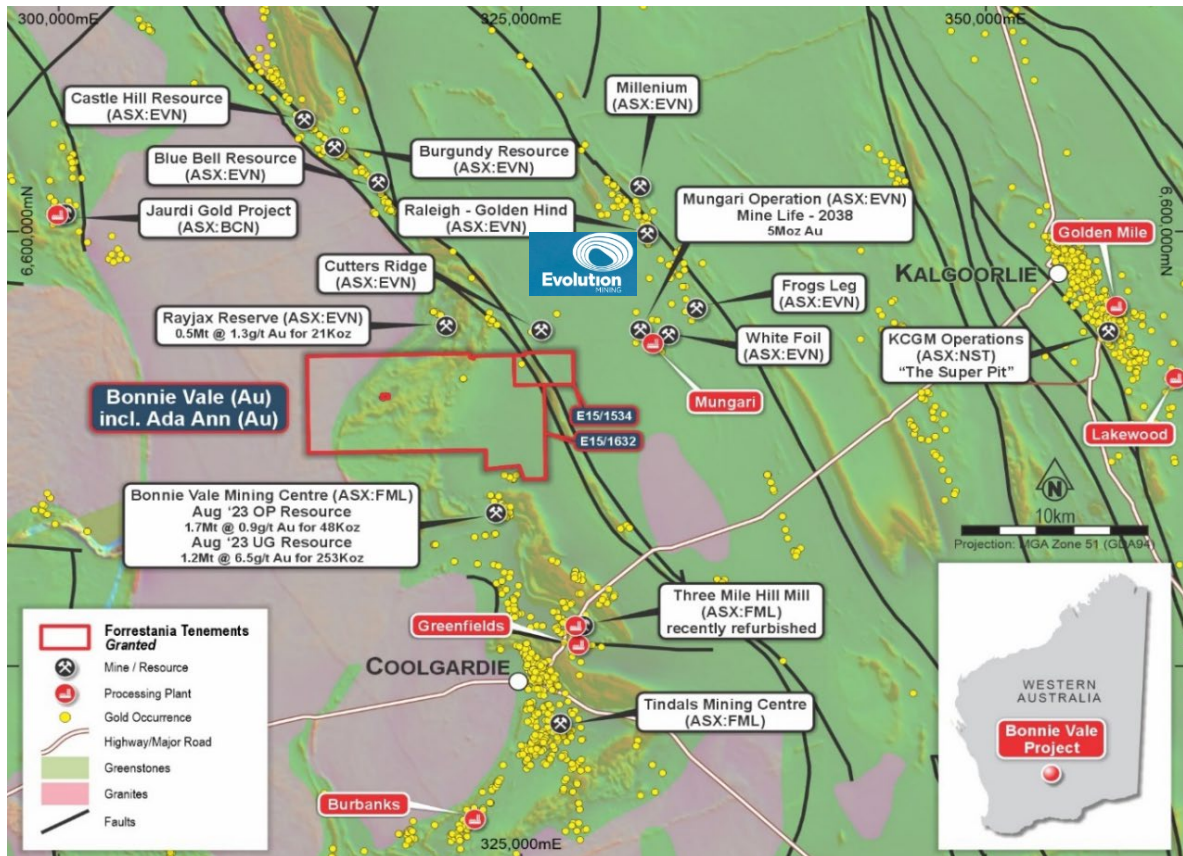 300,000mE
325,000mE
350,000mE
Castle Hill Resource
(ASX:EVN)
Millenium
(ASX:EVN)
Blue Bell Resource
(ASX:EVN)
Burgundy Resource
(ASX:EVN)
Jaurdi Gold Project
(ASX:BCN)
Raleigh - Golden Hind
(ASX:EVN)
Mungari Operation (ASX:EVN)
Mine Life - 2038
5Moz Au
6,600,000mN
6,600,000mN
Golden Mile
Evolution
MINING
KALGOORLIE
Cutters Ridge
(ASX:EVN)
Frogs Leg
(ASX:EVN)
Rayjax Reserve (ASX:EVN)
0.5Mt @ 1.3g/t Au for 21Koz
White Foil
(ASX:EVN)
KCGM Operations
(ASX:NST)
"The Super Pit"
Bonnie Vale (Au)
incl. Ada Ann (Au)
Mungari
E15/1534
E15/1632
Lakewood
Bonnie Vale Mining Centre (ASX:FML)
Aug '23 OP Resource
1.7Mt @ 0.9g/t Au for 48Koz
Aug '23 UG Resource
1.2Mt @ 6.5g/t Au for 253Koz
N
10km
Projection: MGA Zone 51 (GDA94)
Three Mile Hill Mill
(ASX:FML)
recently refurbished
Greenfields
COOLGARDIE
Tindals Mining Centre
(ASX:FML)
Burbanks
325,000mE
Forrestania Tenements
Granted
Mine / Resource
Processing Plant
Gold Occurrence
Highway/Major Road
Greenstones
Granites
Faults
WESTERN
AUSTRALIA
Bonnie Vale
Project